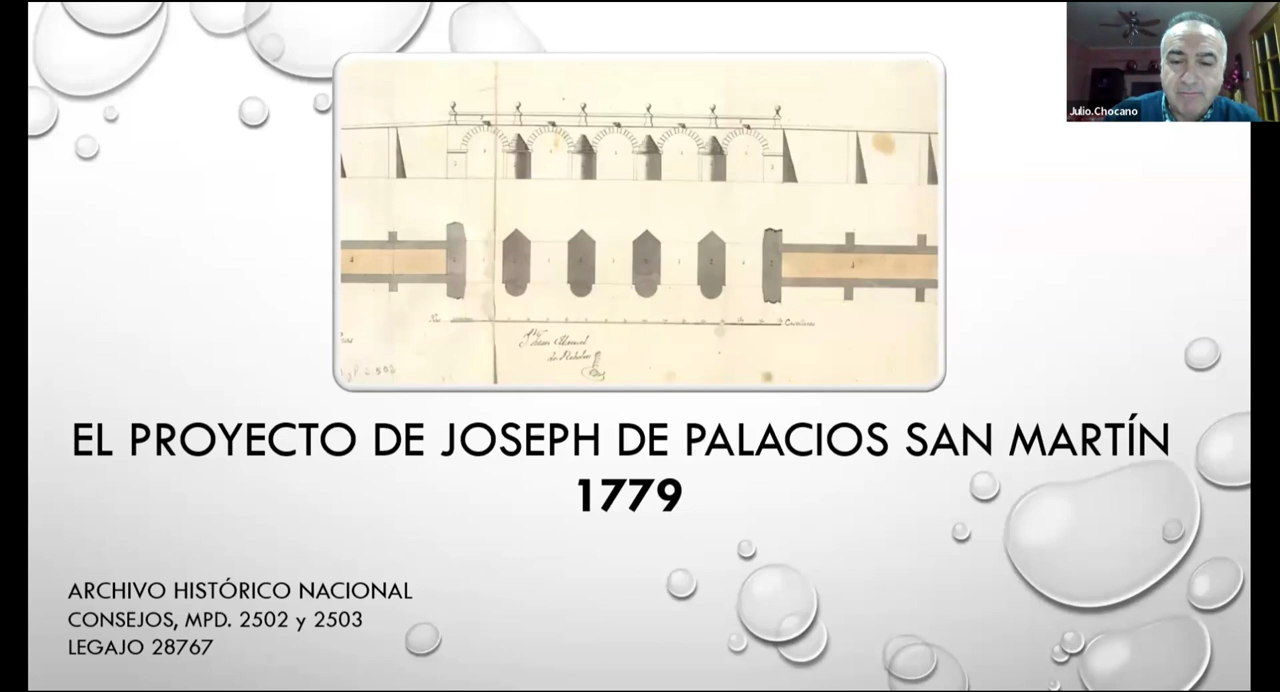 Julio.Chocano
EL PROYECTO DE JOSEPH DE PALACIOS SAN MARTÍN
1779
ARCHIVO HISTÓRICO NACIONAL
CONSEJOS, MPD. 2502 y 2503
LEGAJO 28767